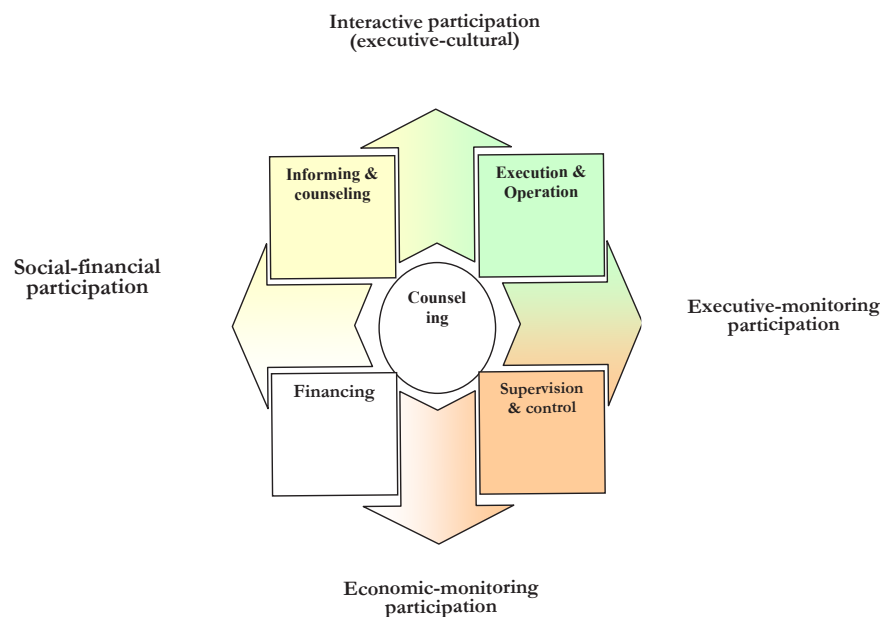 Interactive participation
(executive-cultural)
Informing &
counseling
Execution &
Operation
Social-financial
participation
Counsel
ing
Executive-monitoring
participation
Financing
Supervision
& control
Economic-monitoring
participation